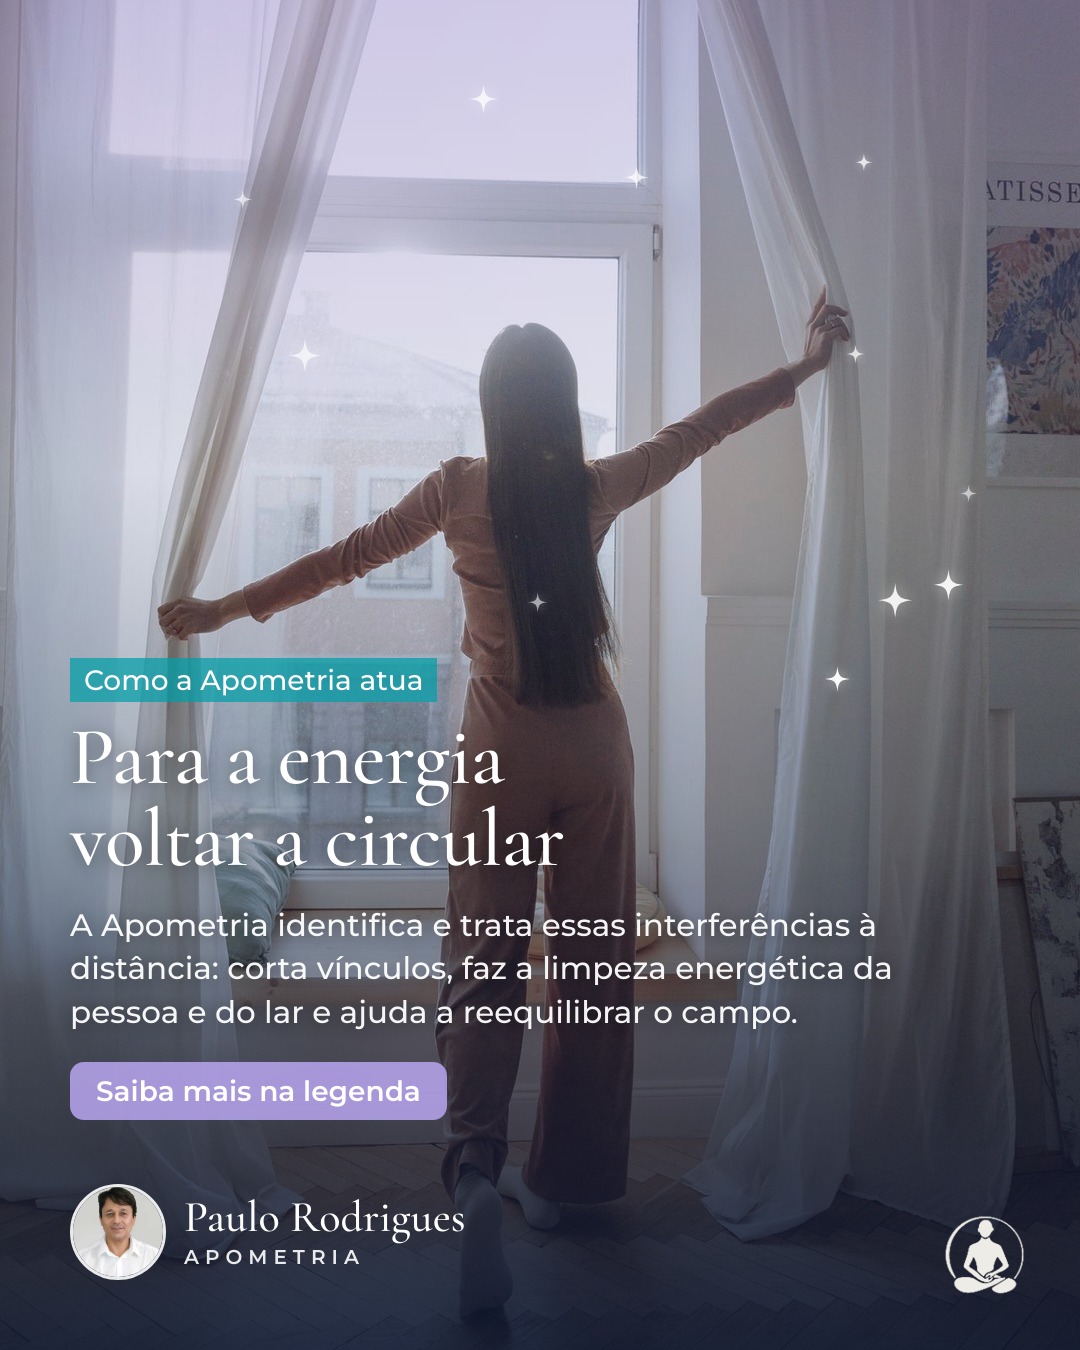 ATISSE
Como a Apometria atua
Para a energia
voltar a circular
A Apometria identifica e trata essas interferências à
distância: corta vínculos, faz a limpeza energética da
pessoa e do lar e ajuda a reequilibrar o campo.
Saiba mais na legenda
Paulo Rodrigues
APOMETRIA